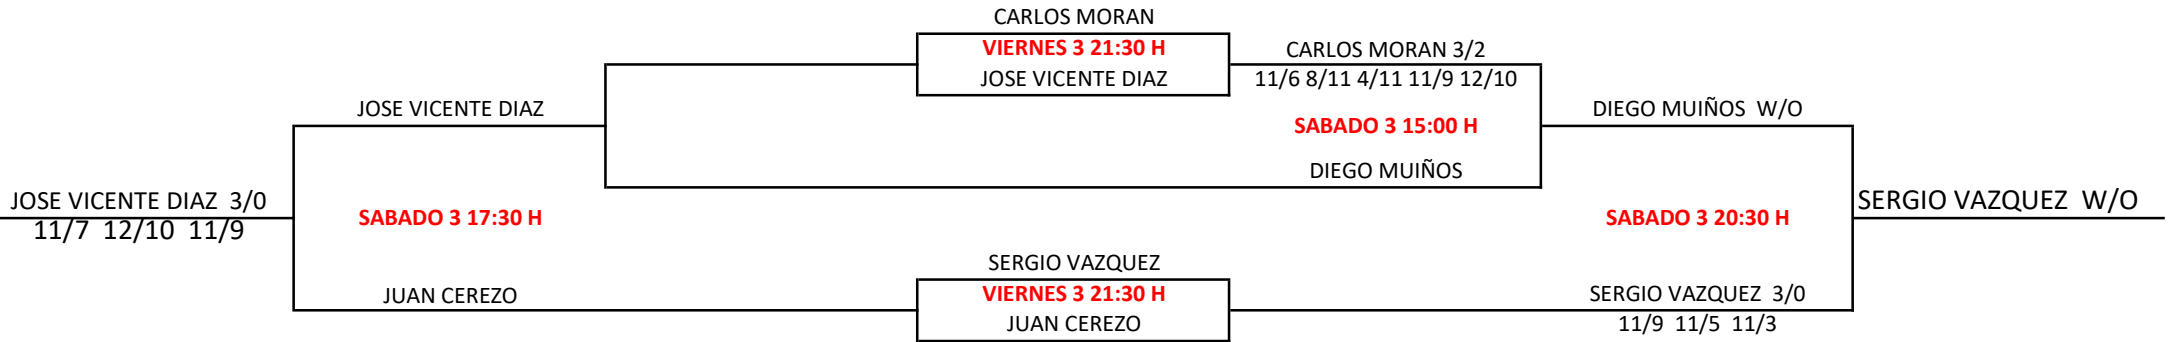 CARLOS MORAN
VIERNES 3 21:30 H
CARLOS MORAN 3/2
JOSE VICENTE DIAZ
11/6 8/11 4/11 11/9 12/10
JOSE VICENTE DIAZ
DIEGO MUIÑOS W/O
SABADO 3 15:00 H
DIEGO MUIÑOS
JOSE VICENTE DIAZ 3/0
SERGIO VAZQUEZ W/O
11/7 12/10 11/9
SABADO 3 17:30 H
SABADO 3 20:30 H
SERGIO VAZQUEZ
JUAN CEREZO
VIERNES 3 21:30 H
SERGIO VAZQUEZ 3/0
JUAN CEREZO
11/9 11/5 11/3